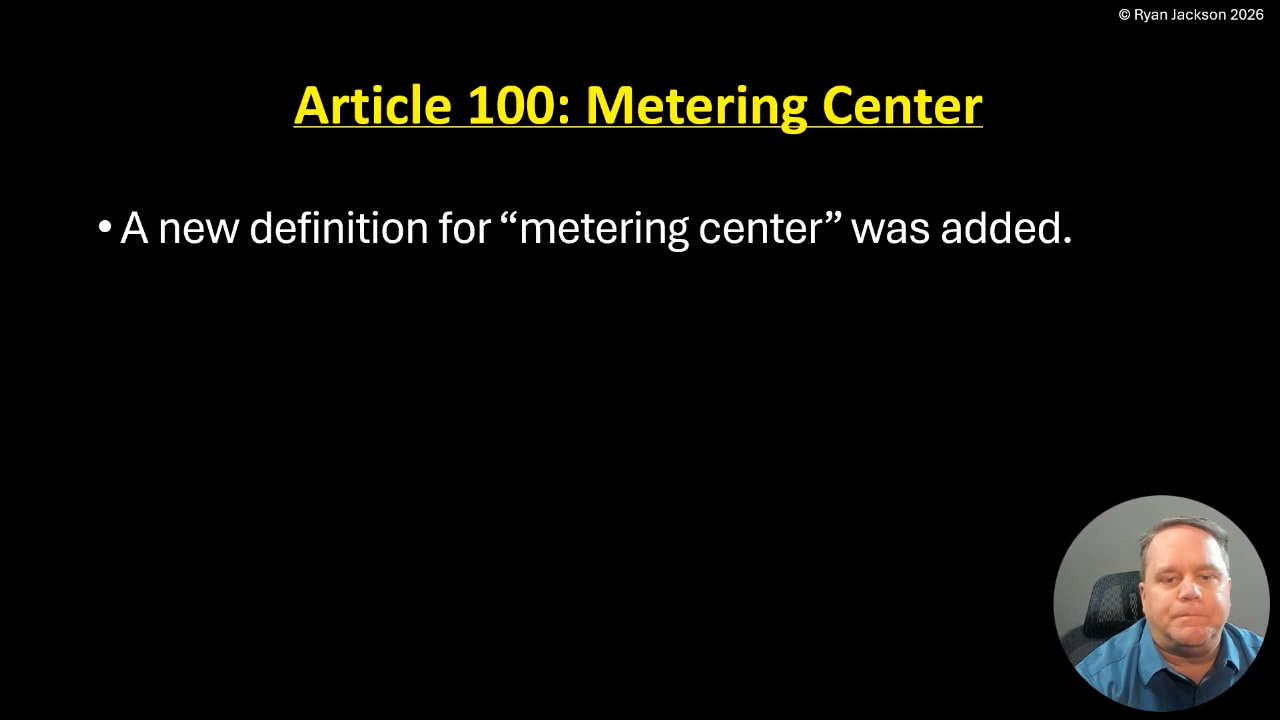 © Ryan Jackson 2026
Article 100: Metering Center
• A new definition for “metering center” was added.